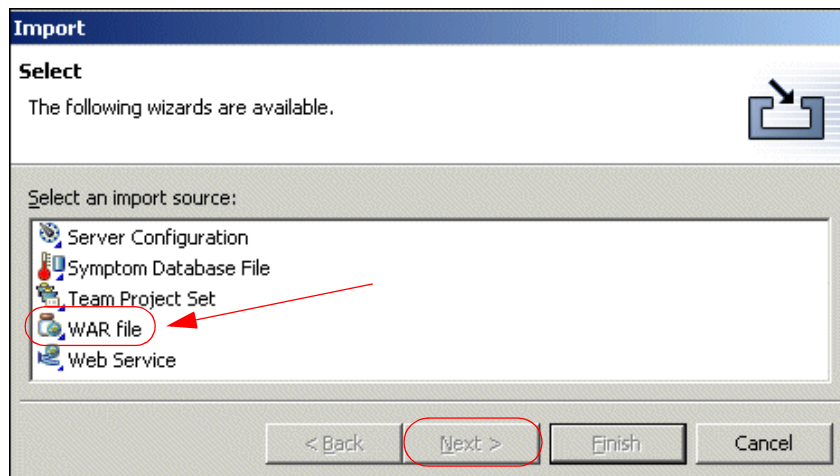 Import
Select
The following wizards are available.
Select an import source:
Server Configuration
Symptom Database File
Team Project Set
WAR file
Web Service
< Back Next > Finish Cancel